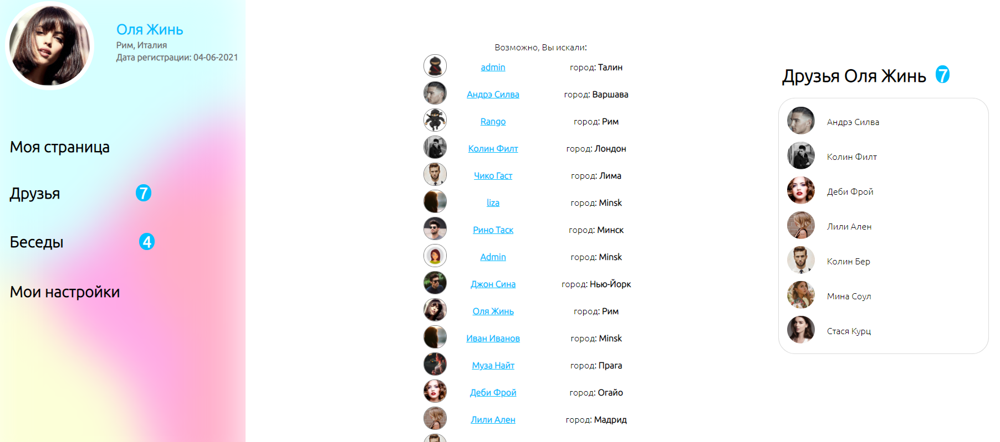 Оля Жинь
Рим, Италия
Дата регистрации: 04-06-2021
Моя страница
Друзья 7
Беседы 4
Мои настройки
Возможно, Вы искали:
admin город: Талин
Андрэ Силва город: Варшава
Rango город: Рим
Колин Филт город: Лондон
Чико Гаст город: Лима
liza город: Minsk
Рино Таск город: Минск
Admin город: Minsk
Джон Сина город: Нью-Йорк
Оля Жинь город: Рим
Иван Иванов город: Minsk
Муза Найт город: Прага
Деби Фрой город: Огайо
Лили Ален город: Мадрид
Друзья Оля Жинь 7
Андрэ Силва
Колин Филт
Деби Фрой
Лили Ален
Колин Бер
Мина Соул
Стася Курц